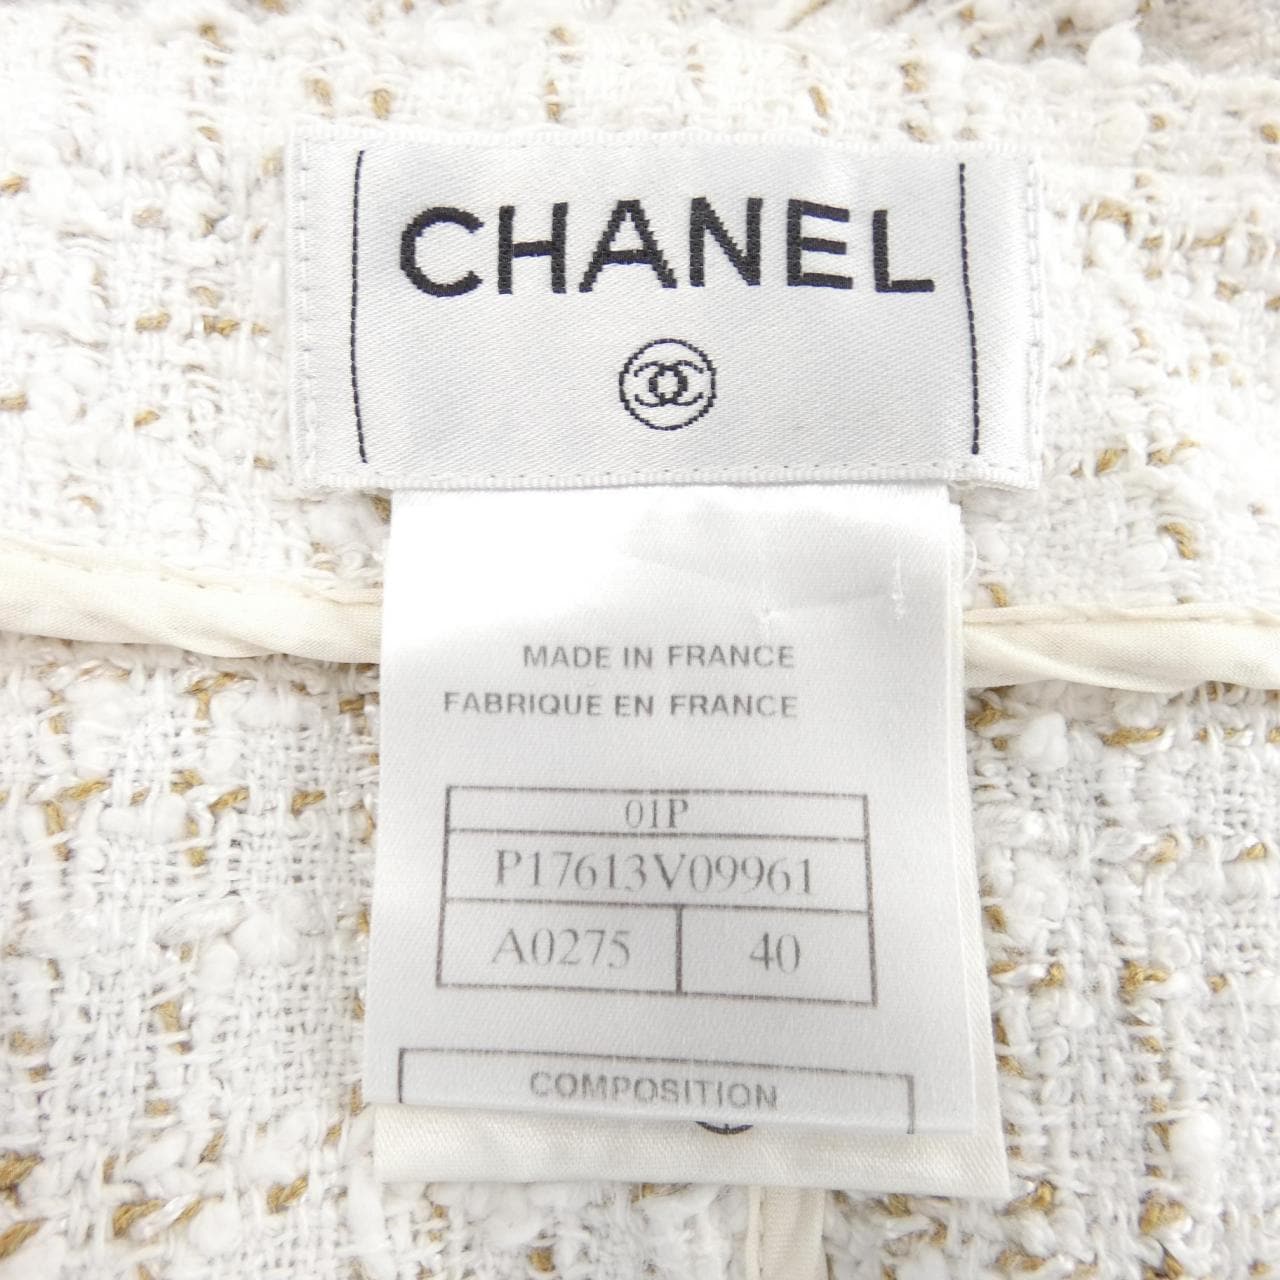 CHANEL
MADE IN FRANCE
FABRIQUE EN FRANCE
01P
P17613V09961
A0275 40
COMPOSITION